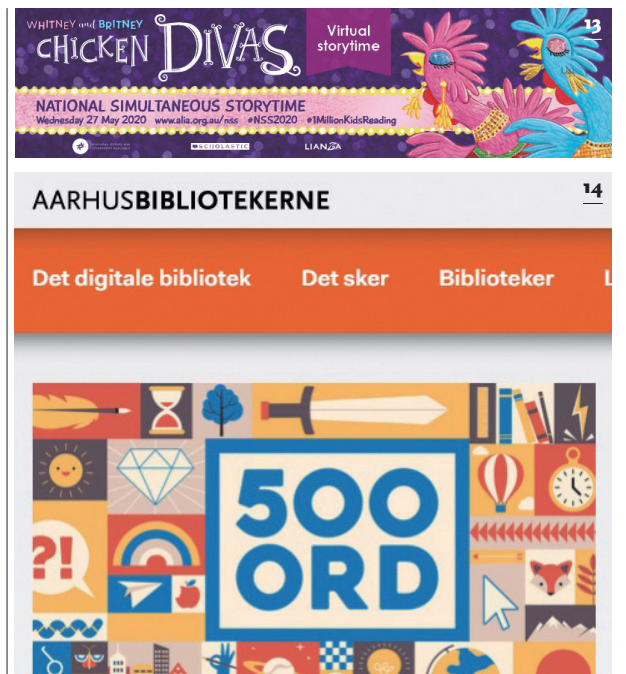 WHITNEY and BRITNEY
CHICKEN DIVAS
Virtual
storytime
13
NATIONAL SIMULTANEOUS STORYTIME
Wednesday 27 May 2020 www.alia.org.au/nss #NSS2020 #1MillionKidsReading
SCHOLASTIC
LIANZA
AARHUSBIBLIOTEKERNE
14
Det digitale bibliotek Det sker Biblioteker L
?!
500
ORD